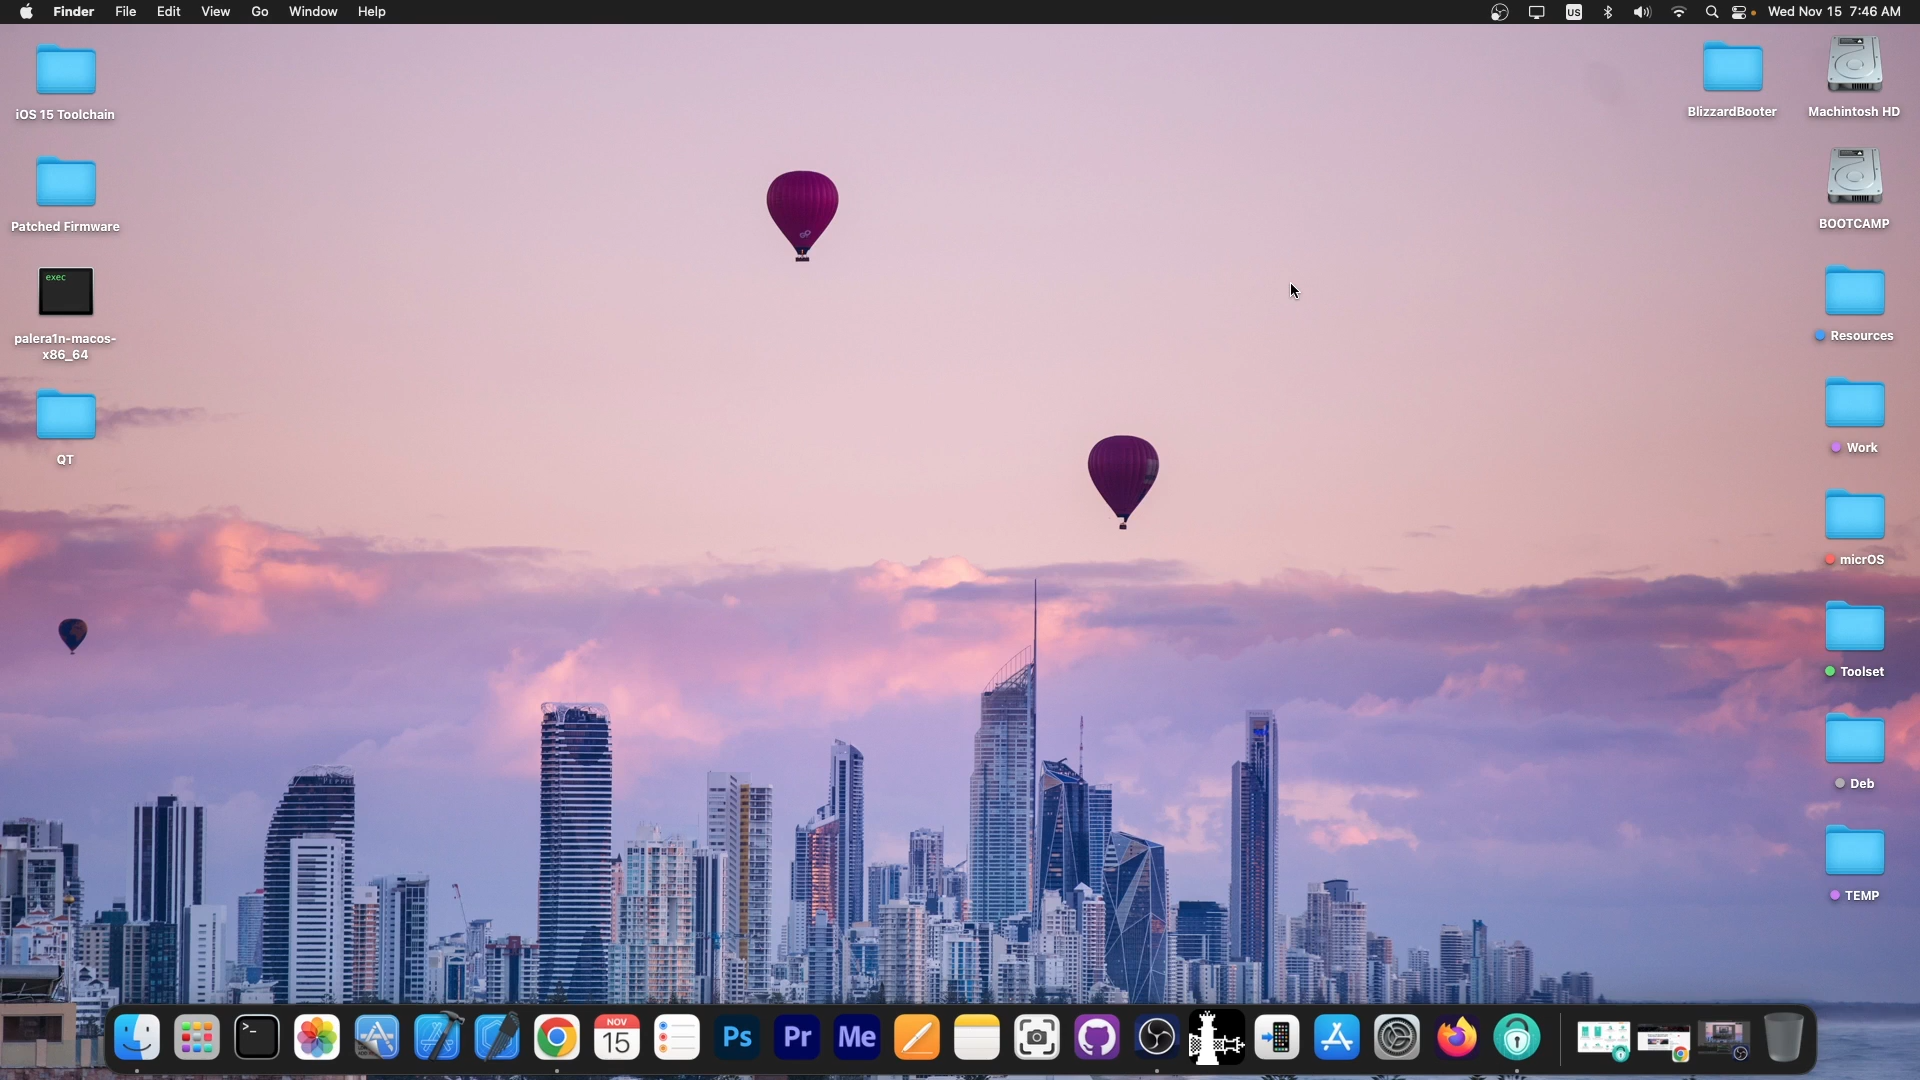 Finder File Edit View Go Window Help
US
Wed Nov 15 7:46 AM
iOS 15 Toolchain
Patched Firmware
exec
palera1n-macos-
x86_64
QT
BlizzardBooter
Machintosh HD
BOOTCAMP
Resources
Work
micrOS
Toolset
Deb
TEMP
>_
NOV
15
Ps
Pr
Me